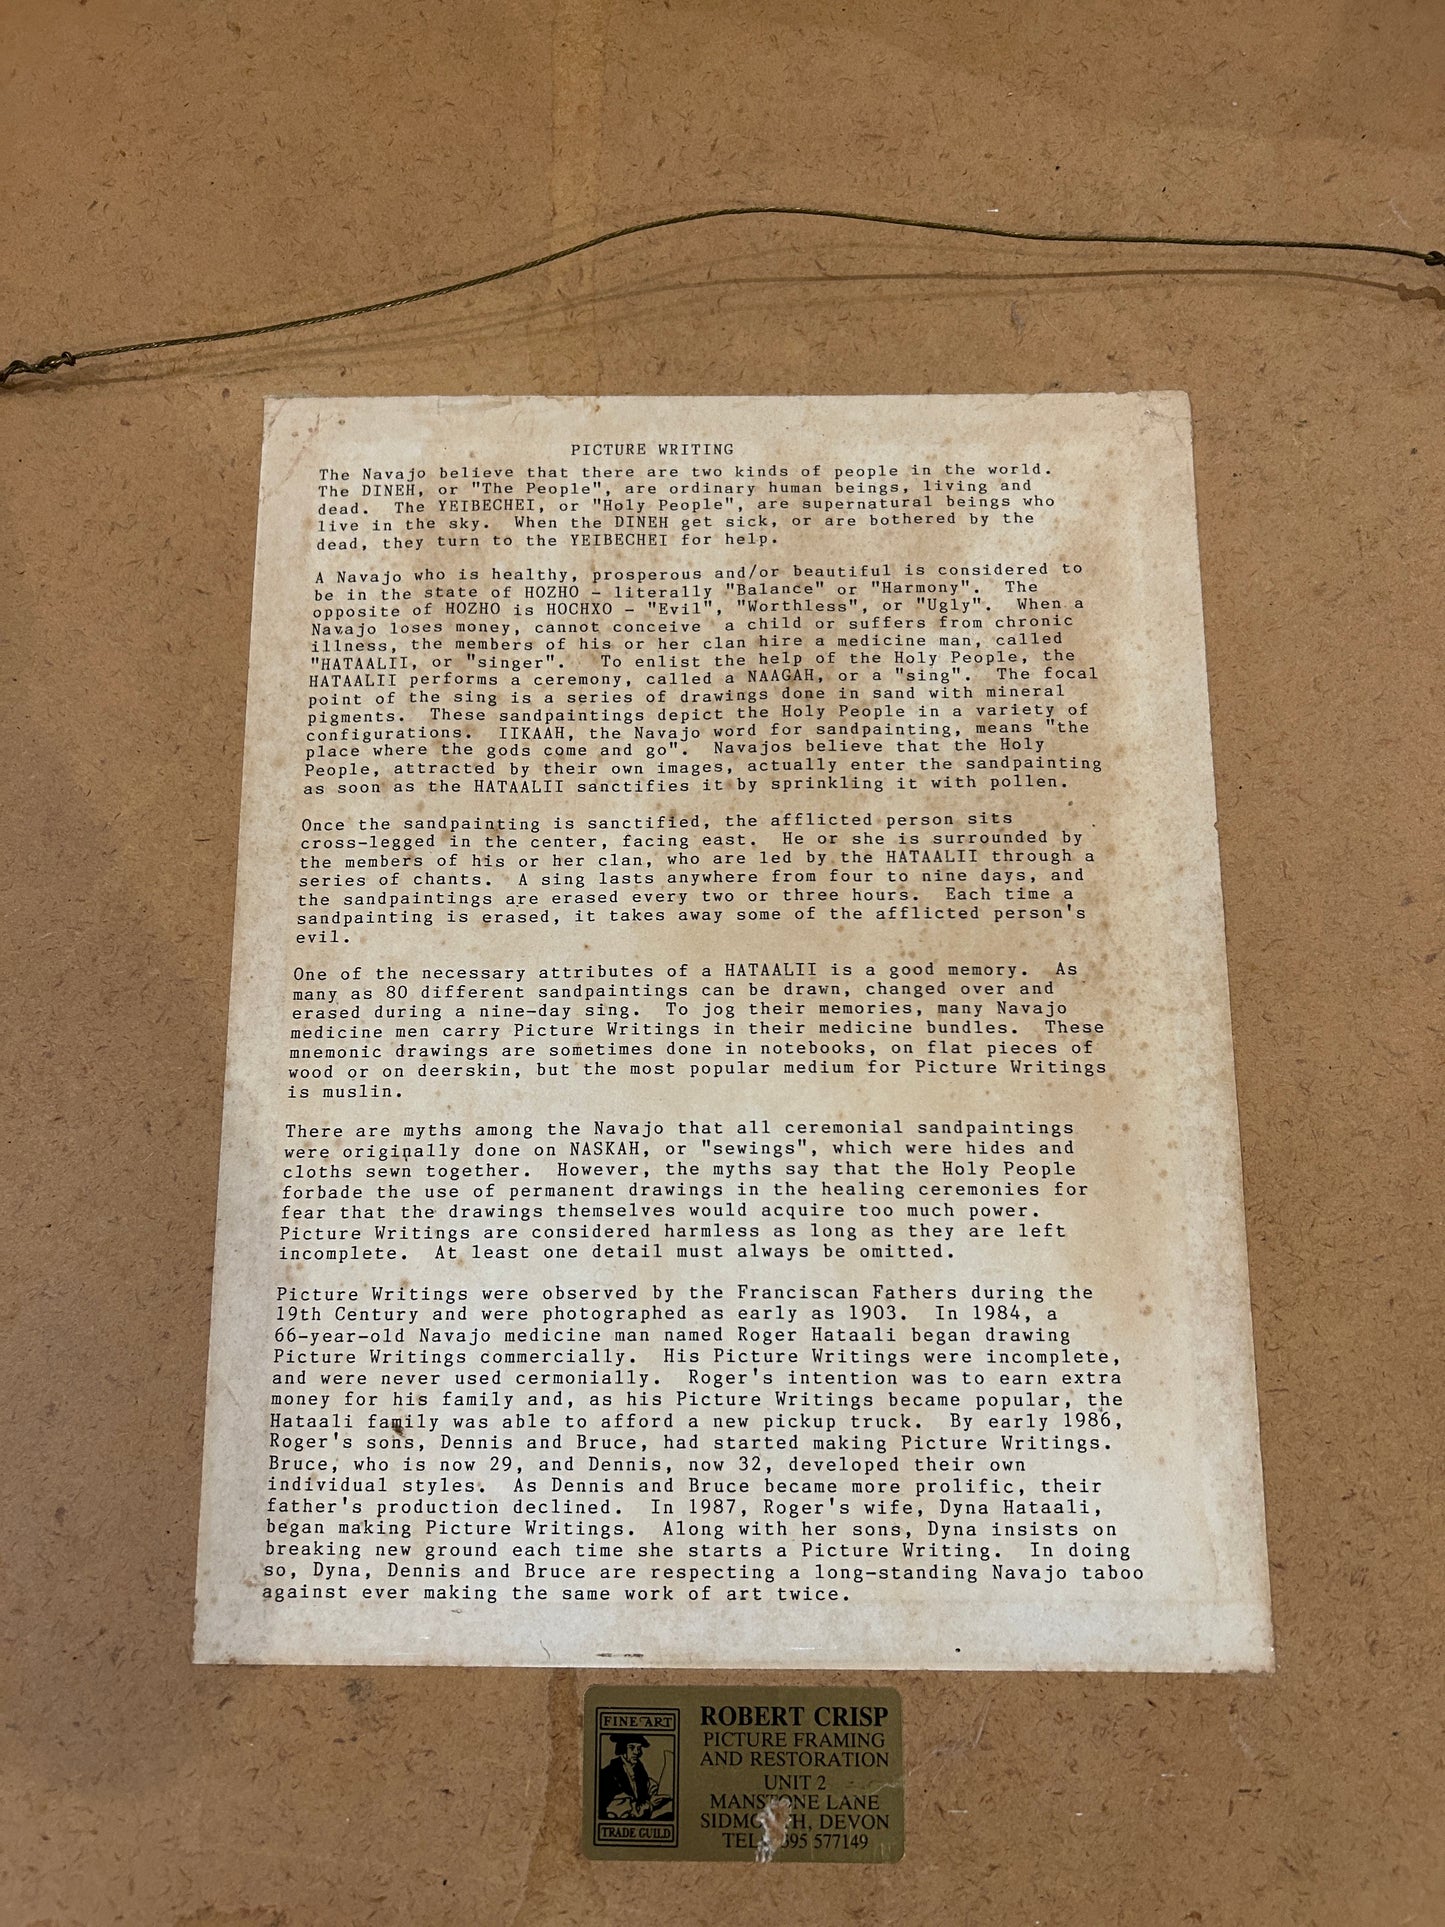 PICTURE WRITING
The Navajo believe that there are two kinds of people in the world.
The DINEH, or "The People", are ordinary human beings, living and
dead.  The YEIBECHEI, or "Holy People", are supernatural beings who
live in the sky.  When the DINEH get sick, or are bothered by the
dead, they turn to the YEIBECHEI for help.
A Navajo who is healthy, prosperous and/or beautiful is considered to
be in the state of HOZHO - literally "Balance" or "Harmony".  The
opposite of HOZHO is HOCHXO - "Evil", "Worthless", or "Ugly".  When a
Navajo loses money, cannot conceive  a child or suffers from chronic
illness, the members of his or her clan hire a medicine man, called
"HATAALII, or "singer".   To enlist the help of the Holy People, the
HATAALII performs a ceremony, called a NAAGAH, or a "sing".  The focal
point of the sing is a series of drawings done in sand with mineral
pigments.  These sandpaintings depict the Holy People in a variety of
configurations.  IIKAAH, the Navajo word for sandpainting, means "the
place where the gods come and go".  Navajos believe that the Holy
People, attracted by their own images, actually enter the sandpainting
as soon as the HATAALII sanctifies it by sprinkling it with pollen.
Once the sandpainting is sanctified, the afflicted person sits
cross-legged in the center, facing east.  He or she is surrounded by
the members of his or her clan, who are led by the HATAALII through a
series of chants.  A sing lasts anywhere from four to nine days, and
the sandpaintings are erased every two or three hours.  Each time a
sandpainting is erased, it takes away some of the afflicted person's
evil.
One of the necessary attributes of a HATAALII is a good memory.  As
many as 80 different sandpaintings can be drawn, changed over and
erased during a nine-day sing.  To jog their memories, many Navajo
medicine men carry Picture Writings in their medicine bundles.  These
mnemonic drawings are sometimes done in notebooks, on flat pieces of
wood or on deerskin, but the most popular medium for Picture Writings
is muslin.
There are myths among the Navajo that all ceremonial sandpaintings
were originally done on NASKAH, or "sewings", which were hides and
cloths sewn together.  However, the myths say that the Holy People
forbade the use of permanent drawings in the healing ceremonies for
fear that the drawings themselves would acquire too much power.
Picture Writings are considered harmless as long as they are left
incomplete.  At least one detail must always be omitted.
Picture Writings were observed by the Franciscan Fathers during the
19th Century and were photographed as early as 1903.  In 1984, a
66-year-old Navajo medicine man named Roger Hataali began drawing
Picture Writings commercially.  His Picture Writings were incomplete,
and were never used cermonially.  Roger's intention was to earn extra
money for his family and, as his Picture Writings became popular, the
Hataali family was able to afford a new pickup truck.  By early 1986,
Roger's sons, Dennis and Bruce, had started making Picture Writings.
Bruce, who is now 29, and Dennis, now 32, developed their own
individual styles.  As Dennis and Bruce became more prolific, their
father's production declined.  In 1987, Roger's wife, Dyna Hataali,
began making Picture Writings.  Along with her sons, Dyna insists on
breaking new ground each time she starts a Picture Writing.  In doing
so, Dyna, Dennis and Bruce are respecting a long-standing Navajo taboo
against ever making the same work of art twice.
FINE ART
TRADE GUILD
ROBERT CRISP
PICTURE FRAMING
AND RESTORATION
UNIT 2
MANSTONE LANE
DEVON
TEL 577149